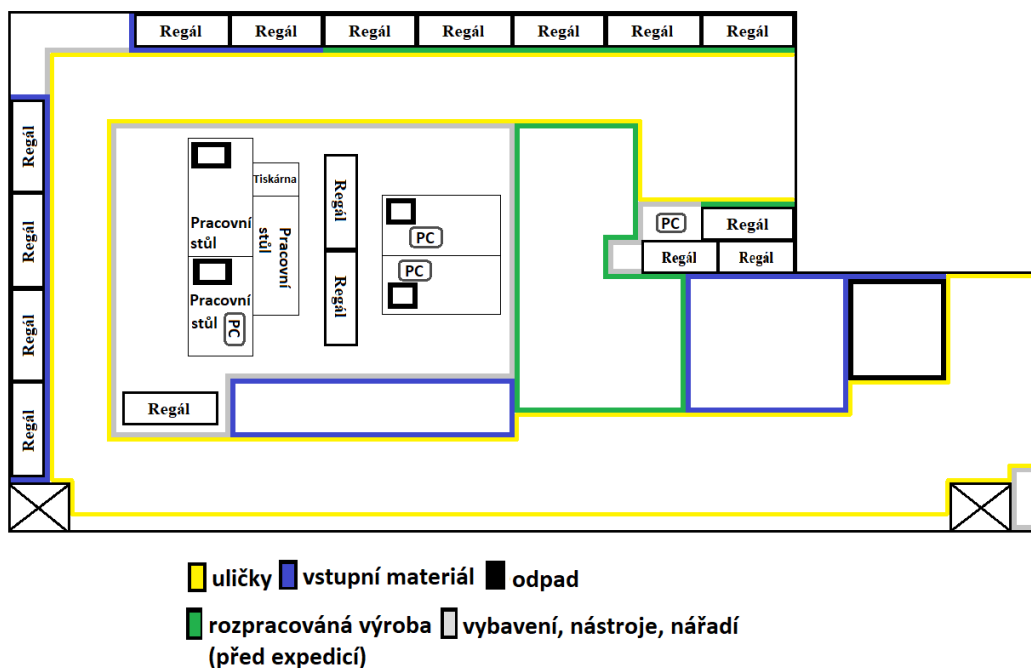 Regál Regál Regál Regál Regál Regál Regál
Regál
Regál
Regál
Regál
Tiskárna
Pracovní
stůl
Pracovní
stůl
Pracovní
stůl
PC
Regál
Regál
PC
PC
Regál
PC
Regál
Regál Regál
uličky vstupní materiál odpad
rozpracováná výroba vybavení, nástroje, nářadí
(před expedicí)